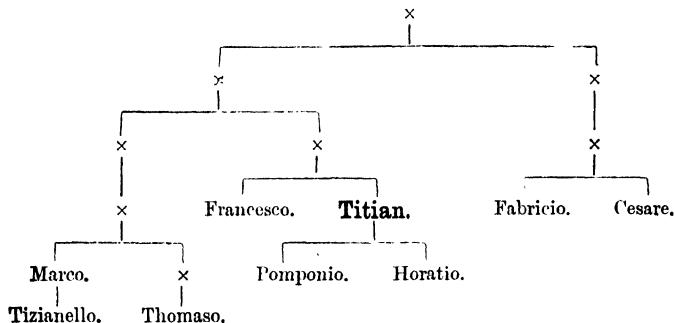 ×
× ×
× × ×
× Francesco. Titian. Fabricio. Cesare.
Marco. × Pomponio. Horatio.
Tizianello. Thomaso.